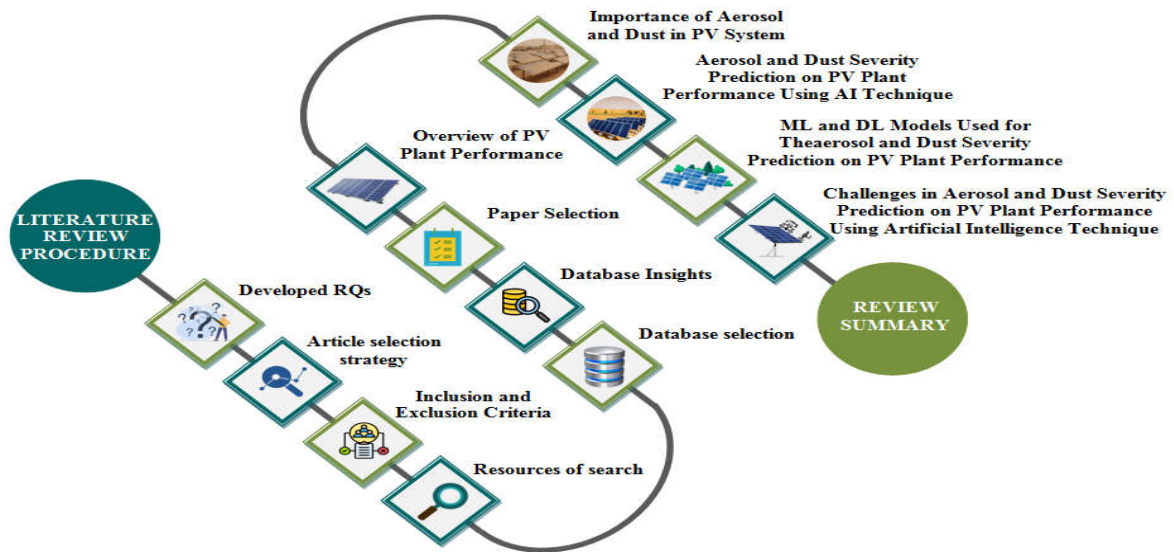 LITERATURE
REVIEW
PROCEDURE
Developed RQs
Article selection
strategy
Inclusion and
Exclusion Criteria
Resources of search
Database selection
Database Insights
Paper Selection
Overview of PV
Plant Performance
Importance of Aerosol
and Dust in PV System
Aerosol and Dust Severity
Prediction on PV Plant
Performance Using AI Technique
ML and DL Models Used for
Theaerosol and Dust Severity
Prediction on PV Plant Performance
Challenges in Aerosol and Dust Severity
Prediction on PV Plant Performance
Using Artificial Intelligence Technique
REVIEW
SUMMARY